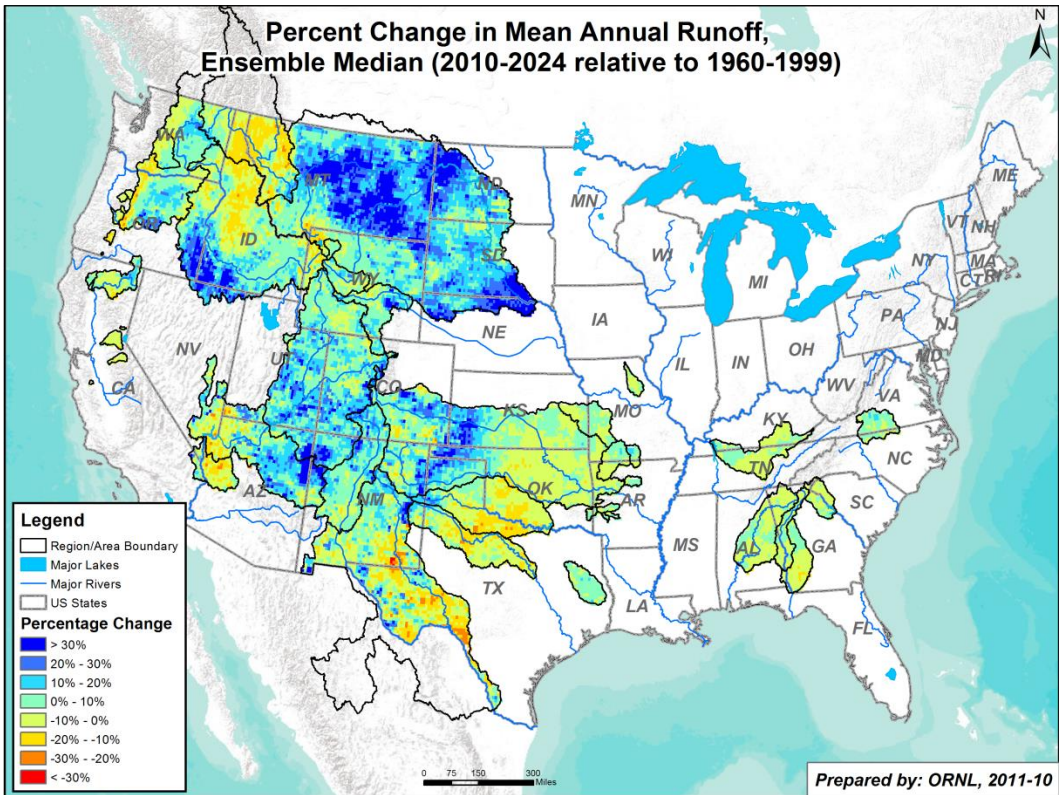 Percent Change in Mean Annual Runoff,
Ensemble Median (2010-2024 relative to 1960-1999)
N
WA
MT
ND
MN
ME
OR
ID
SD
WI
VT
NH
WY
MI
NY
MA
CT
RI
NE
IA
PA
NJ
NV
UT
CO
IL
IN
OH
MD
CA
KS
MO
WV
VA
KY
AZ
NM
OK
AR
TN
NC
SC
MS
AL
GA
TX
LA
FL
Legend
Region/Area Boundary
Major Lakes
Major Rivers
US States
Percentage Change
> 30%
20% - 30%
10% - 20%
0% - 10%
-10% - 0%
-20% - -10%
-30% - -20%
< -30%
0 75 150 300
Miles
Prepared by: ORNL, 2011-10